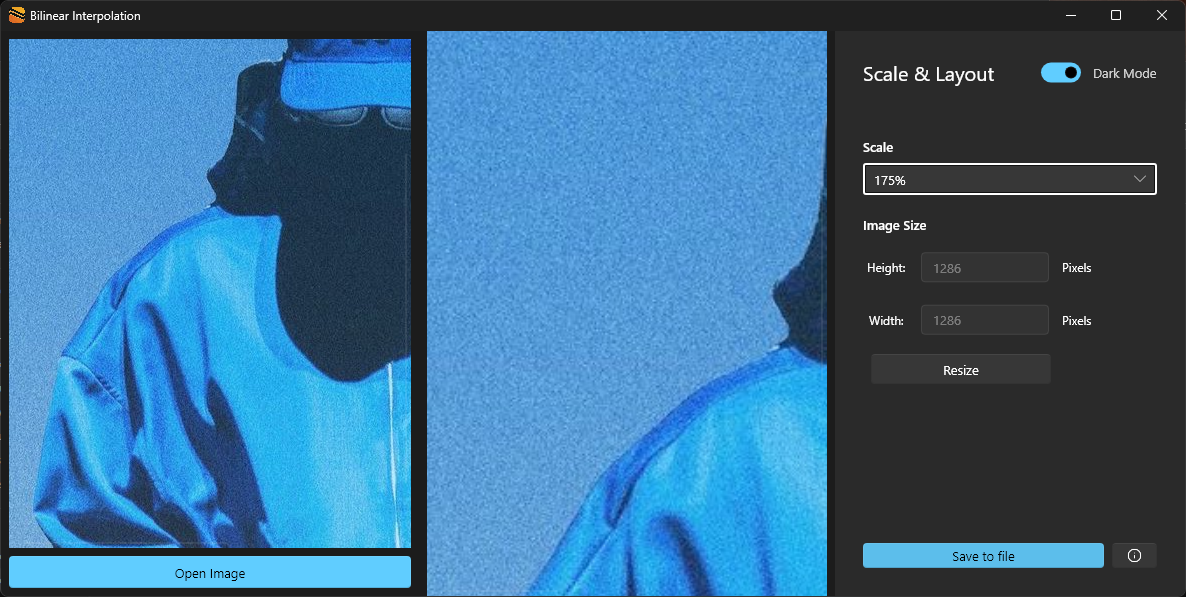 Bilinear Interpolation
Scale & Layout
Dark Mode
Scale
175%
Image Size
Height: 1286 Pixels
Width: 1286 Pixels
Resize
Open Image
Save to file